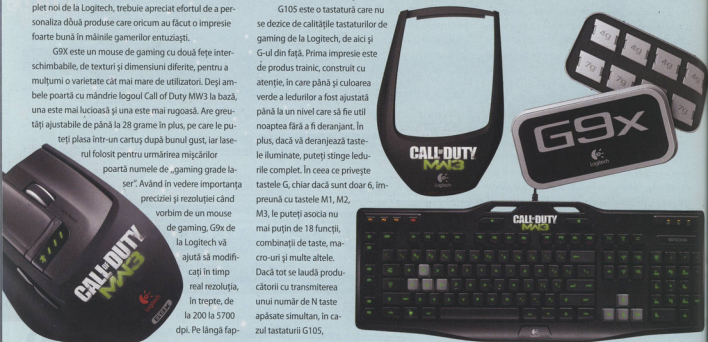 plet noi de la Logitech, trebuie apreciat efortul de a per-
sonaliza două produse care oricum au făcut o impresie
foarte bună în mâinile gamerilor entuziaști.
G9X este un mouse de gaming cu două fețe inter-
schimbabile, de texturi și dimensiuni diferite, pentru a
mulțumi o varietate cât mai mare de utilizatori. Deși am-
bele poartă cu mândrie logoul Call of Duty MW3 la bază,
una este mai lucioasă și una este mai rugoasă. Are greu-
tăți ajustabile de până la 28 grame în plus, pe care le pu-
teți plasa într-un cartuș după bunul gust, iar lase-
rul folosit pentru urmărirea mișcărilor
poartă numele de „gaming grade la-
ser”. Având în vedere importanța
preciziei și rezoluției când
vorbim de un mouse
de gaming, G9x de
la Logitech vă
ajută să modifi-
cați în timp
real rezoluția,
în trepte, de
la 200 la 5700
dpi. Pe lângă fap-
G105 este o tastatură care nu
se dezice de calitățile tastaturilor de
gaming de la Logitech, de aici și
G-ul din față. Prima impresie este
de produs trainic, construit cu
atenție, în care până și culoarea
verde a ledurilor a fost ajustată
până la un nivel care să fie util
noaptea fără a fi deranjant. În
plus, dacă vă deranjează taste-
le iluminate, puteți stinge ledu-
rile complet. În ceea ce privește
tastele G, chiar dacă sunt doar 6, îm-
preună cu tastele M1, M2,
M3, le puteți asocia nu
mai puțin de 18 funcții,
combinații de taste, ma-
cro-uri și multe altele.
Dacă tot se laudă produ-
cătorii cu transmiterea
unui număr de N taste
apăsate simultan, în ca-
zul tastaturii G105,
CALL OF DUTY
MW3
Logitech
CALL OF DUTY
MW3
Logitech
4g
4g
4g
4g
7g
7g
7g
G9x
Logitech
CALL OF DUTY
MW3